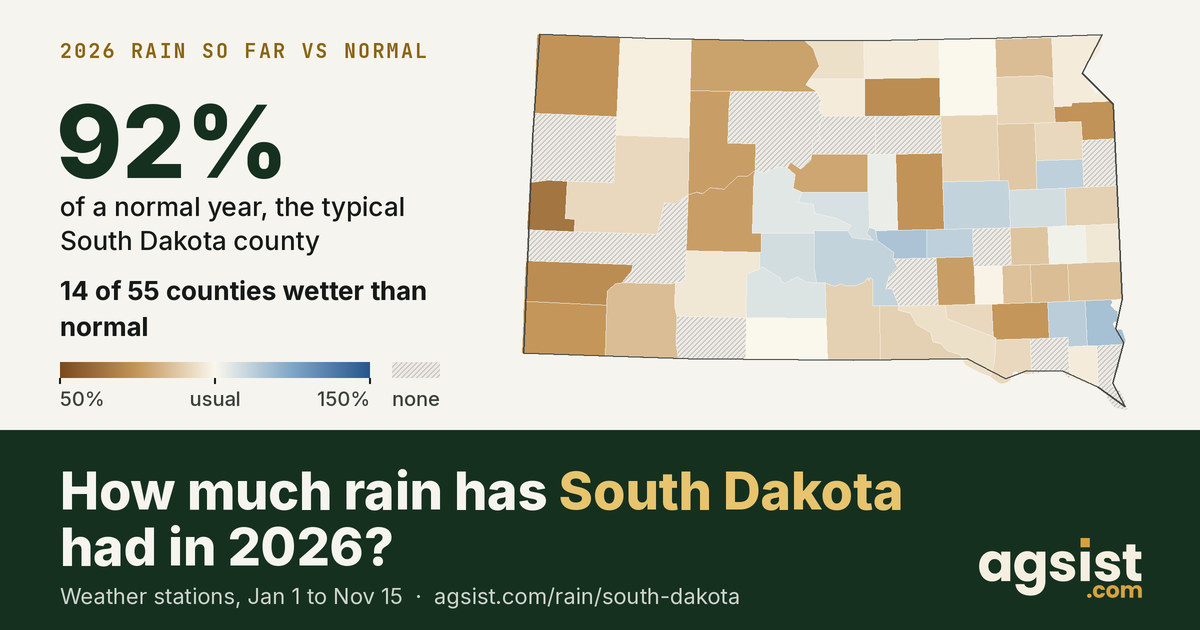 2026 RAIN SO FAR VS NORMAL
92%
of a normal year, the typical
South Dakota county
14 of 55 counties wetter than
normal
50% usual 150% none
How much rain has South Dakota
had in 2026?
Weather stations, Jan 1 to Nov 15 · agsist.com/rain/south-dakota
agsist
.com